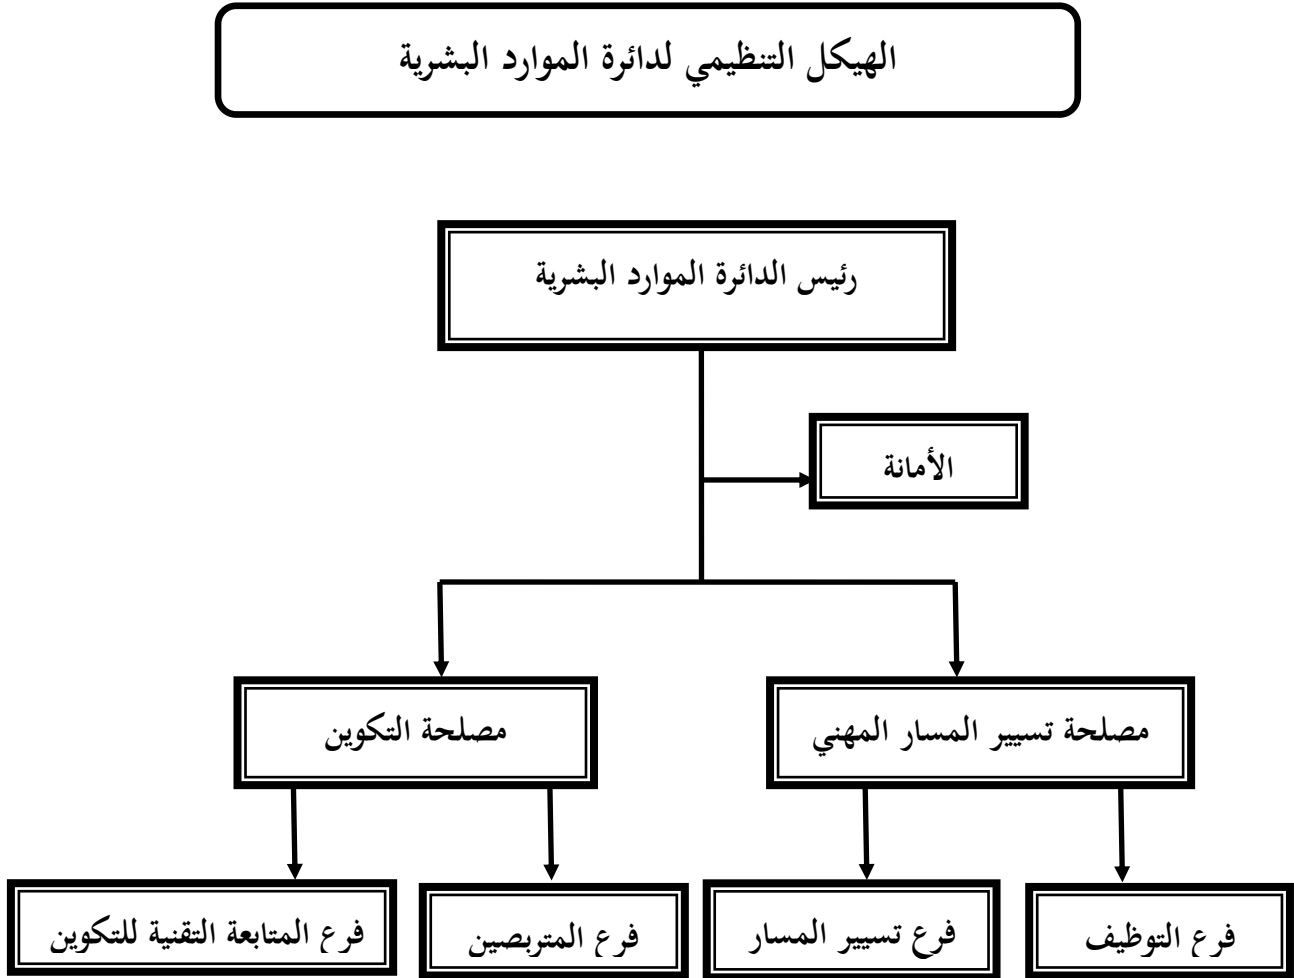 الهيكل التنظيمي لدائرة الموارد البشرية
رئيس الدائرة الموارد البشرية
الأمانة
مصلحة تسيير المسار المهني
مصلحة التكوين
فرع التوظيف
فرع تسيير المسار
فرع المتربصين
فرع المتابعة التقنية للتكوين